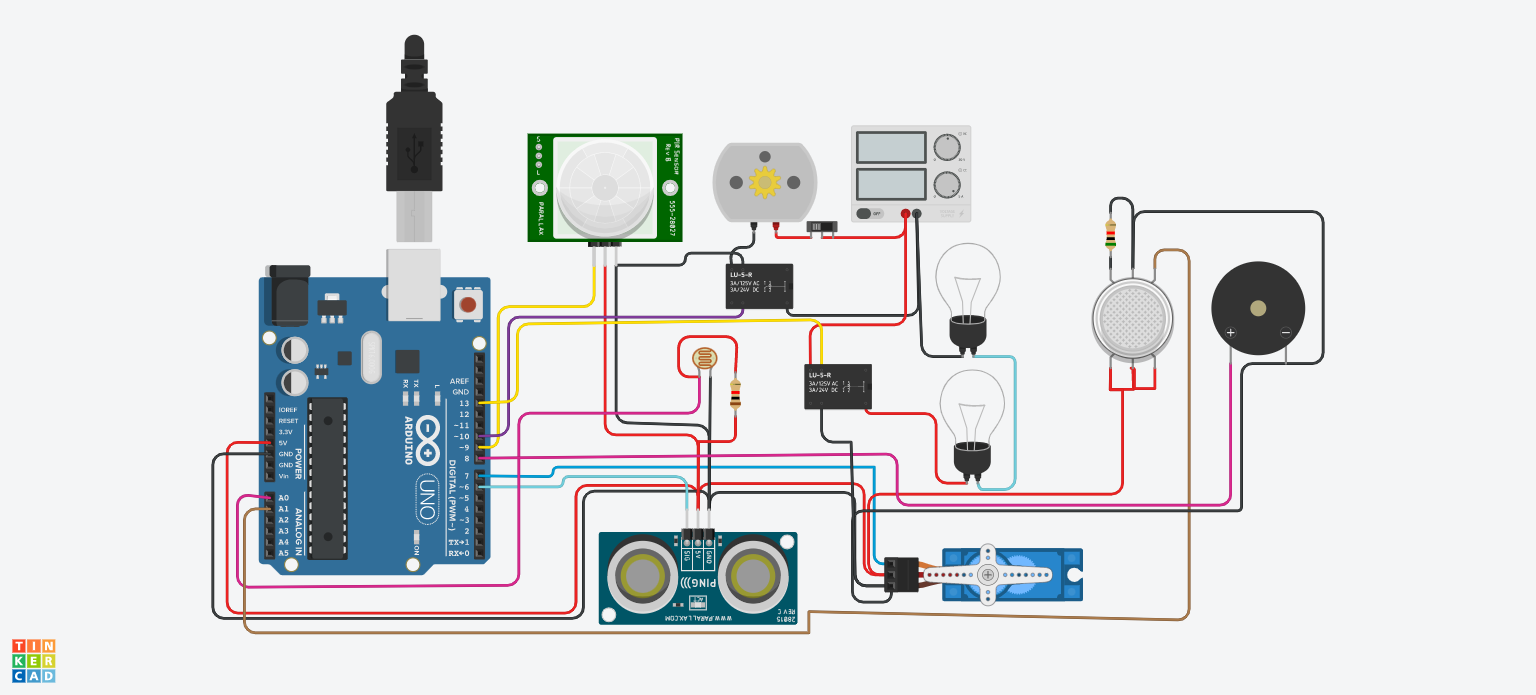 S
L
PIR SENSOR
REV B
PARALLAX
555-28027
OFF
LU-5-R
3A/125V AC
3A/24V DC
LU-5-R
3A/125V AC
3A/24V DC
+
−
AREF
GND
13
12
~11
~10
~9
8
7
~6
~5
4
~3
2
TX→1
RX←0
DIGITAL (PWM~)
IOREF
RESET
3.3V
5V
GND
GND
Vin
POWER
A0
A1
A2
A3
A4
A5
ANALOG IN
RX
TX
L
ARDUINO
UNO
ON
SIG
5V
GND
PING)))
WWW.PARALLAX.COM
28015
REV C
TIN
KER
CAD